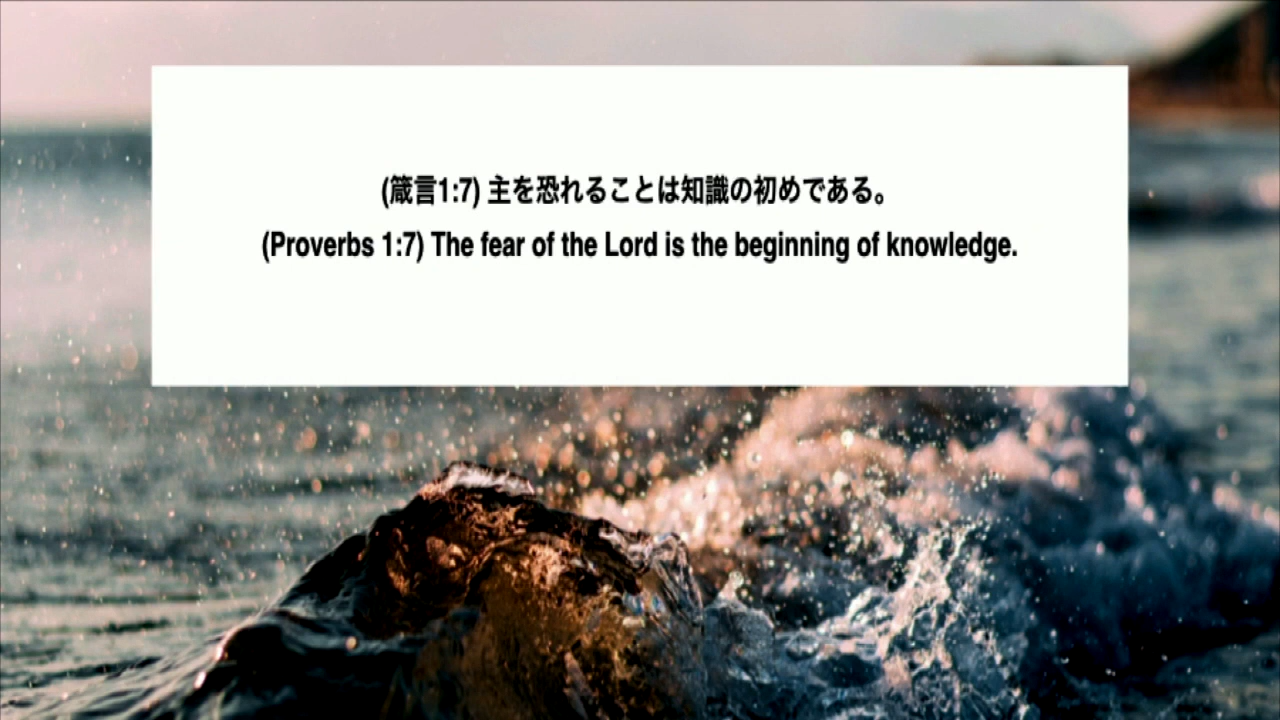 (箴言1:7) 主を恐れることは知識の初めである。
(Proverbs 1:7) The fear of the Lord is the beginning of knowledge.